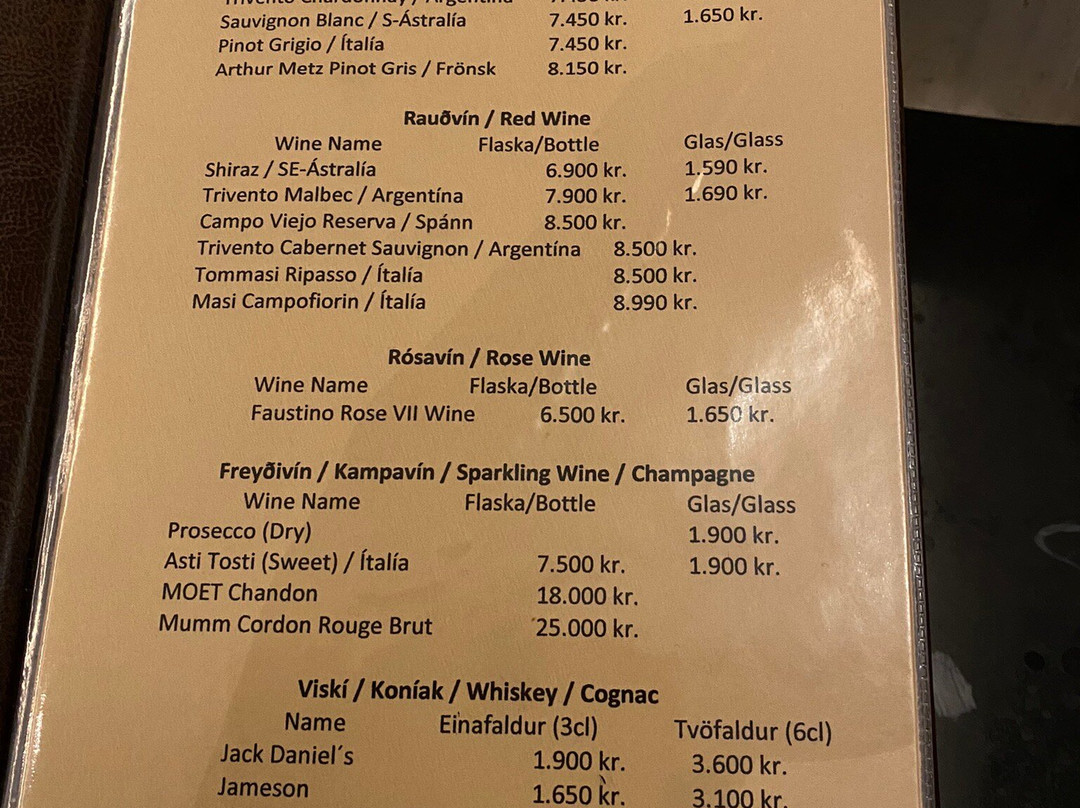 Trivento Chardonnay / Argentína
Sauvignon Blanc / S-Ástralía 7.450 kr. 1.650 kr.
Pinot Grigio / Ítalía 7.450 kr.
Arthur Metz Pinot Gris / Frönsk 8.150 kr.
Rauðvín / Red Wine
Wine Name Flaska/Bottle Glas/Glass
Shiraz / SE-Ástralía 6.900 kr. 1.590 kr.
Trivento Malbec / Argentína 7.900 kr. 1.690 kr.
Campo Viejo Reserva / Spánn 8.500 kr.
Trivento Cabernet Sauvignon / Argentína 8.500 kr.
Tommasi Ripasso / Ítalía 8.500 kr.
Masi Campofiorin / Ítalía 8.990 kr.
Rósavín / Rose Wine
Wine Name Flaska/Bottle Glas/Glass
Faustino Rose VII Wine 6.500 kr. 1.650 kr.
Freyðivín / Kampavín / Sparkling Wine / Champagne
Wine Name Flaska/Bottle Glas/Glass
Prosecco (Dry) 1.900 kr.
Asti Tosti (Sweet) / Ítalía 7.500 kr. 1.900 kr.
MOET Chandon 18.000 kr.
Mumm Cordon Rouge Brut 25.000 kr.
Viskí / Koníak / Whiskey / Cognac
Name Einafaldur (3cl) Tvöfaldur (6cl)
Jack Daniel´s 1.900 kr. 3.600 kr.
Jameson 1.650 kr. 3.100 kr.